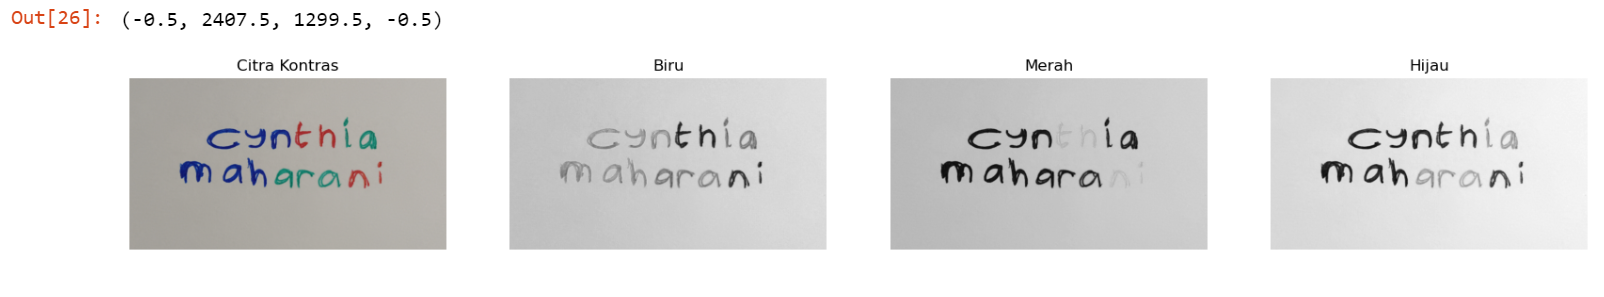 Out[26]: (-0.5, 2407.5, 1299.5, -0.5)
Citra Kontras
cynthia
maharani
Biru
cynthia
maharani
Merah
cynthia
maharani
Hijau
cynthia
maharani